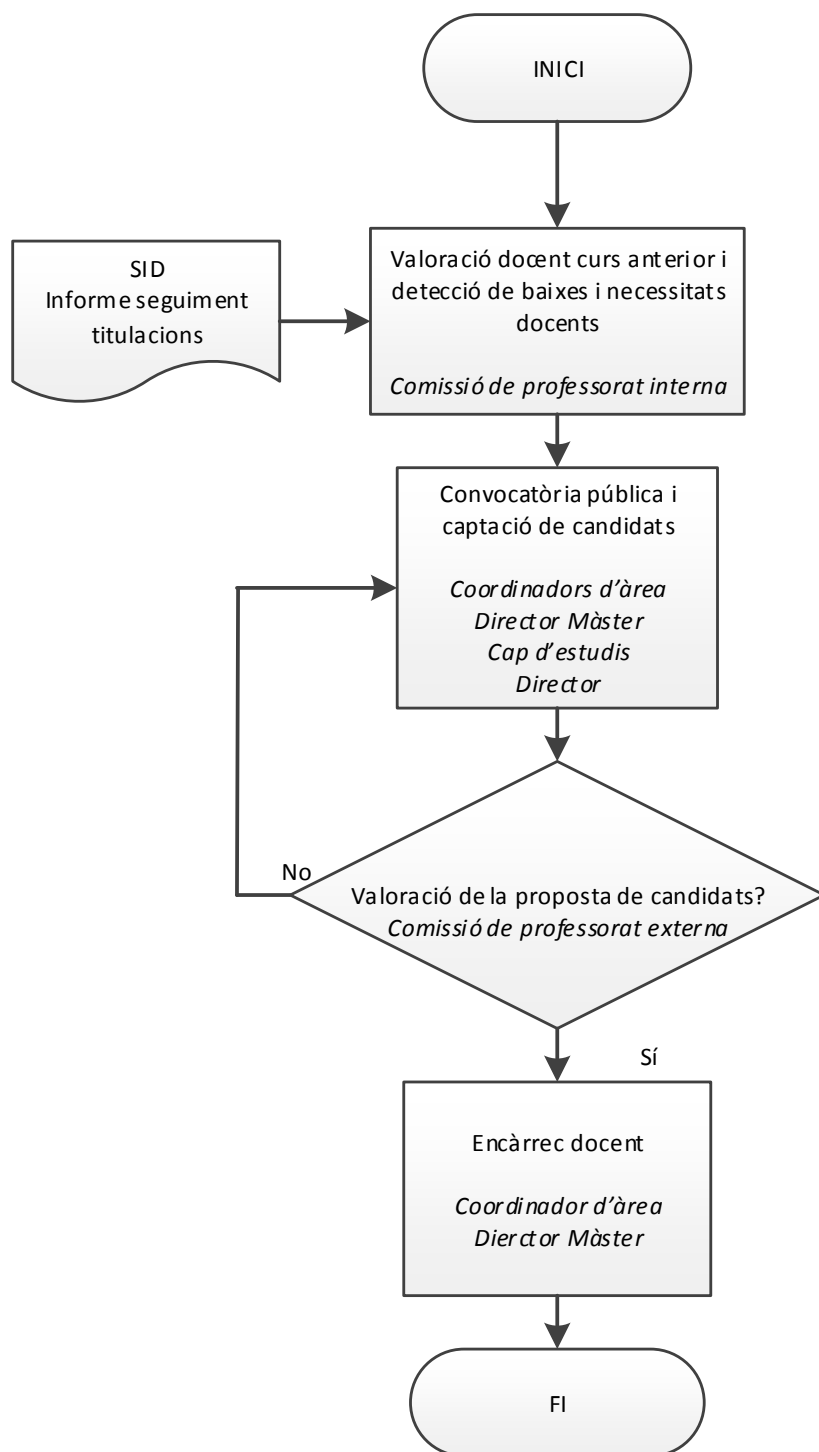 INICI
SID
Informe seguiment
titulacions
Valoració docent curs anterior i
detecció de baixes i necessitats
docents
Comissió de professorat interna
Convocatòria pública i
captació de candidats
Coordinadors d’àrea
Director Màster
Cap d’estudis
Director
No
Valoració de la proposta de candidats?
Comissió de professorat externa
Sí
Encàrrec docent
Coordinador d’àrea
Dierctor Màster
FI